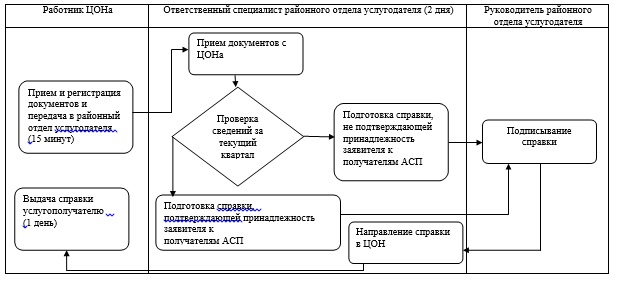 Работник ЦОНа
Ответственный специалист районного отдела услугодателя (2 дня)
Руководитель районного
отдела услугодателя
Прием документов с
ЦОНа
Прием и регистрация
документов и
передача в районный
отдел услугодателя
(15 минут)
Проверка
сведений за
текущий
квартал
Подготовка справки,
не подтверждающей
принадлежность
заявителя к
получателям АСП
Подписывание
справки
Выдача справки
услугополучателю
(1 день)
Подготовка справки,
подтверждающей принадлежность
заявителя к
получателям АСП
Направление справки
в ЦОН